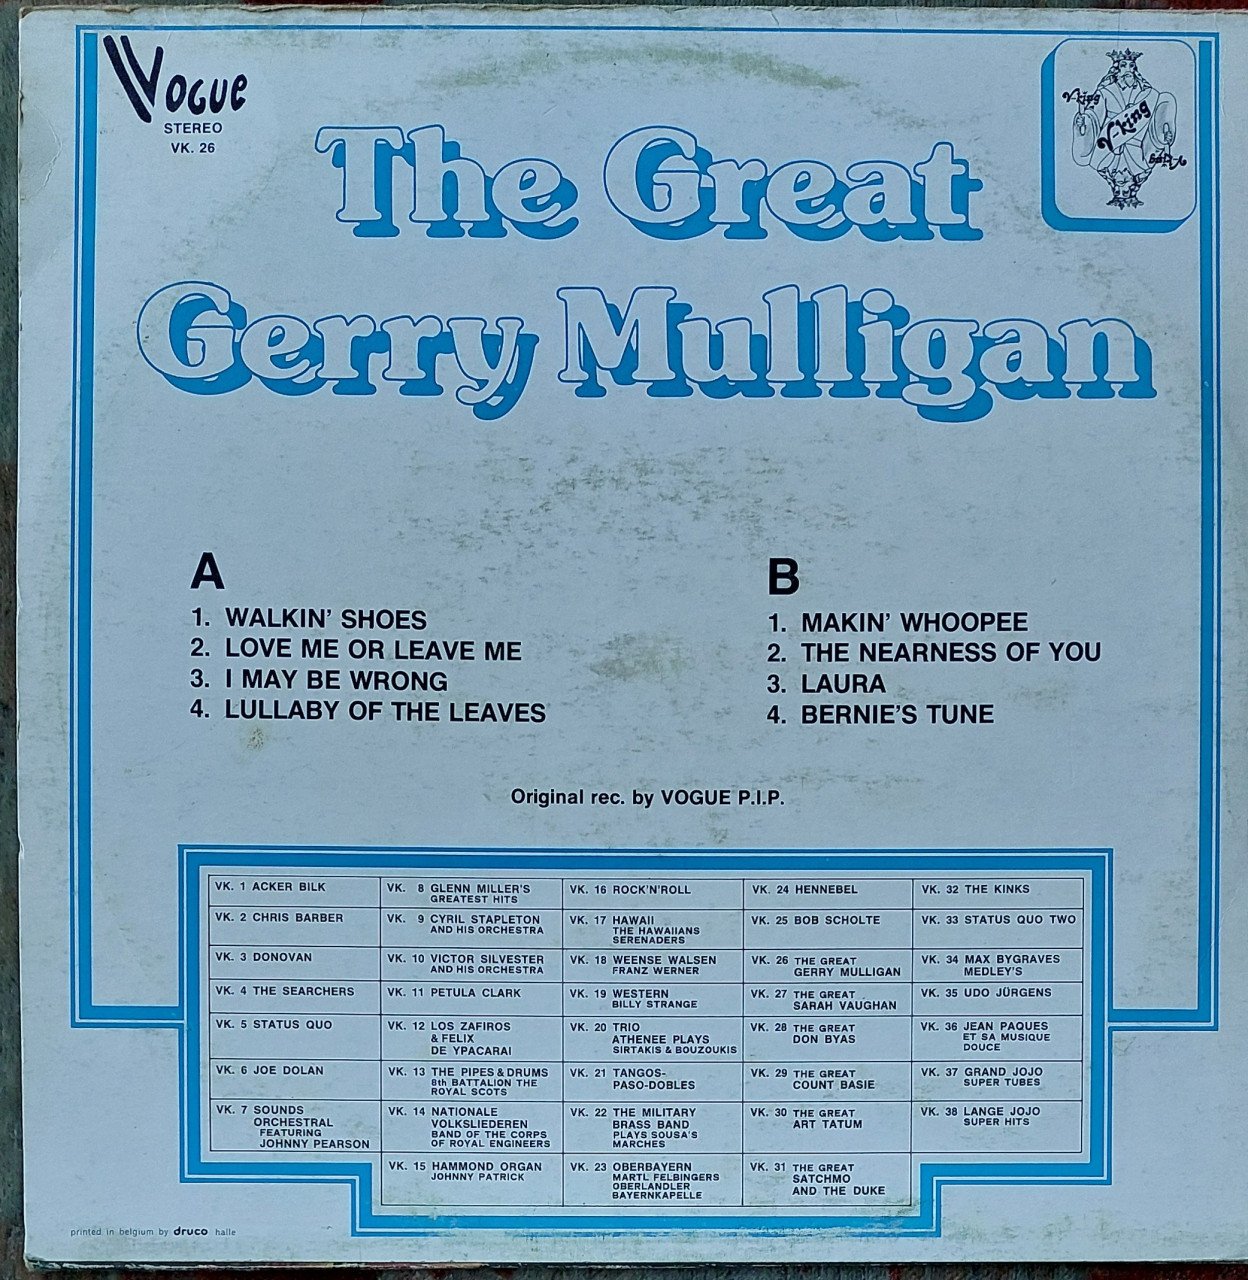 VOGUE
STEREO
VK. 26
V-king
V-king
V-king
The Great
Gerry Mulligan
A
1. WALKIN' SHOES
2. LOVE ME OR LEAVE ME
3. I MAY BE WRONG
4. LULLABY OF THE LEAVES
B
1. MAKIN' WHOOPEE
2. THE NEARNESS OF YOU
3. LAURA
4. BERNIE'S TUNE
Original rec. by VOGUE P.I.P.
VK. 1 ACKER BILK
VK. 2 CHRIS BARBER
VK. 3 DONOVAN
VK. 4 THE SEARCHERS
VK. 5 STATUS QUO
VK. 6 JOE DOLAN
VK. 7 SOUNDS
ORCHESTRAL
FEATURING
JOHNNY PEARSON
VK. 8 GLENN MILLER'S
GREATEST HITS
VK. 9 CYRIL STAPLETON
AND HIS ORCHESTRA
VK. 10 VICTOR SILVESTER
AND HIS ORCHESTRA
VK. 11 PETULA CLARK
VK. 12 LOS ZAFIROS
& FELIX
DE YPACARAI
VK. 13 THE PIPES & DRUMS
8th BATTALION THE
ROYAL SCOTS
VK. 14 NATIONALE
VOLKSLIEDEREN
BAND OF THE CORPS
OF ROYAL ENGINEERS
VK. 15 HAMMOND ORGAN
JOHNNY PATRICK
VK. 16 ROCK'N'ROLL
VK. 17 HAWAII
THE HAWAIIANS
SERENADERS
VK. 18 WEENSE WALSEN
FRANZ WERNER
VK. 19 WESTERN
BILLY STRANGE
VK. 20 TRIO
ATHENEE PLAYS
SIRTAKIS & BOUZOUKIS
VK. 21 TANGOS-
PASO-DOBLES
VK. 22 THE MILITARY
BRASS BAND
PLAYS SOUSA'S
MARCHES
VK. 23 OBERBAYERN
MARTL FELBINGERS
OBERLANDLER
BAYERNKAPELLE
VK. 24 HENNEBEL
VK. 25 BOB SCHOLTE
VK. 26 THE GREAT
GERRY MULLIGAN
VK. 27 THE GREAT
SARAH VAUGHAN
VK. 28 THE GREAT
DON BYAS
VK. 29 THE GREAT
COUNT BASIE
VK. 30 THE GREAT
ART TATUM
VK. 31 THE GREAT
SATCHMO
AND THE DUKE
VK. 32 THE KINKS
VK. 33 STATUS QUO TWO
VK. 34 MAX BYGRAVES
MEDLEY'S
VK. 35 UDO JÜRGENS
VK. 36 JEAN PAQUES
ET SA MUSIQUE
DOUCE
VK. 37 GRAND JOJO
SUPER TUBES
VK. 38 LANGE JOJO
SUPER HITS
printed in belgium by druco halle